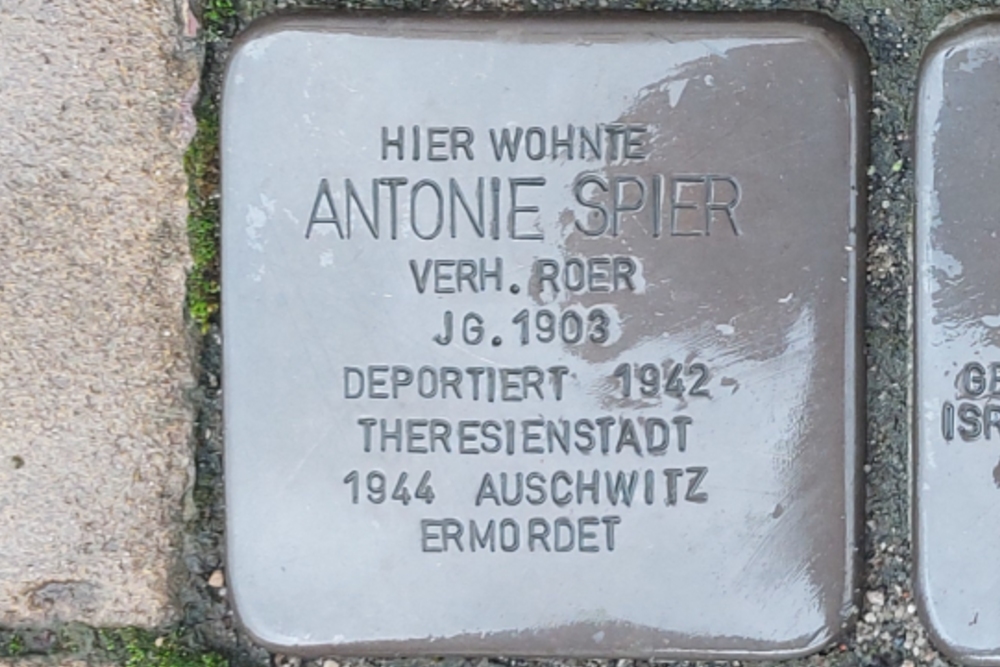 HIER WOHNTE
ANTONIE SPIER
VERH. ROER
JG. 1903
DEPORTIERT 1942
THERESIENSTADT
1944 AUSCHWITZ
ERMORDET